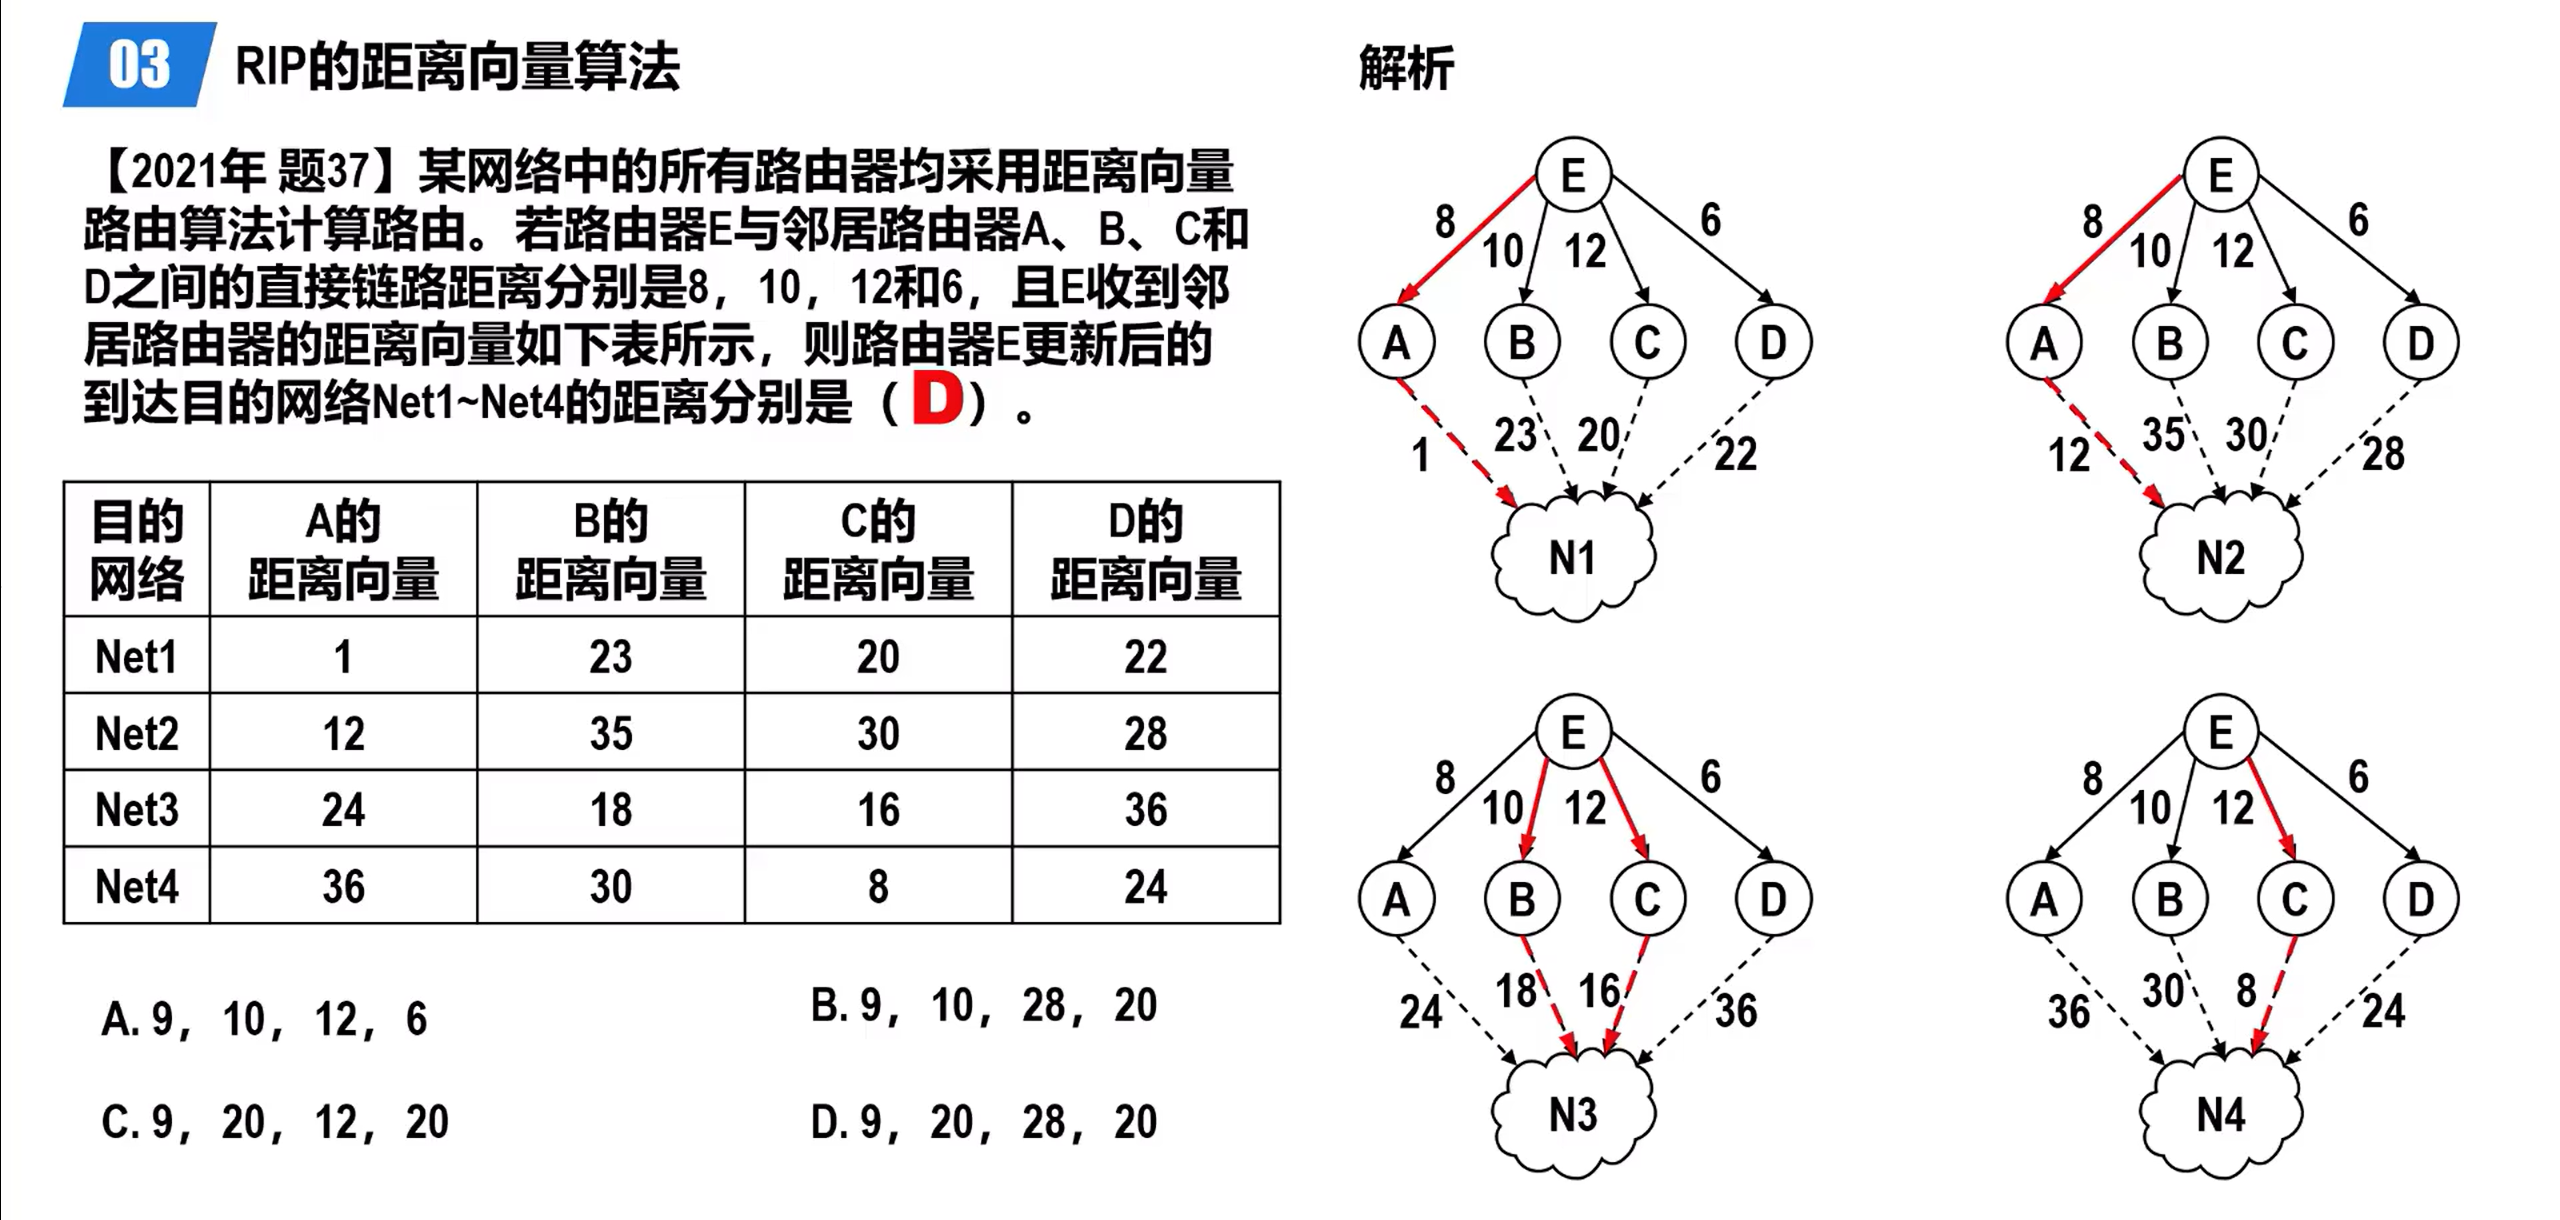 03
RIP的距离向量算法
【2021年 题37】某网络中的所有路由器均采用距离向量
路由算法计算路由。若路由器E与邻居路由器A、B、C和
D之间的直接链路距离分别是8，10，12和6，且E收到邻
居路由器的距离向量如下表所示，则路由器E更新后的
到达目的网络Net1~Net4的距离分别是（D）。
目的网络 A的距离向量 B的距离向量 C的距离向量 D的距离向量
Net1 1 23 20 22
Net2 12 35 30 28
Net3 24 18 16 36
Net4 36 30 8 24
A. 9，10，12，6
B. 9，10，28，20
C. 9，20，12，20
D. 9，20，28，20
解析
E
8 10 12 6
A B C D
1 23 20 22
N1
E
8 10 12 6
A B C D
12 35 30 28
N2
E
8 10 12 6
A B C D
24 18 16 36
N3
E
8 10 12 6
A B C D
36 30 8 24
N4